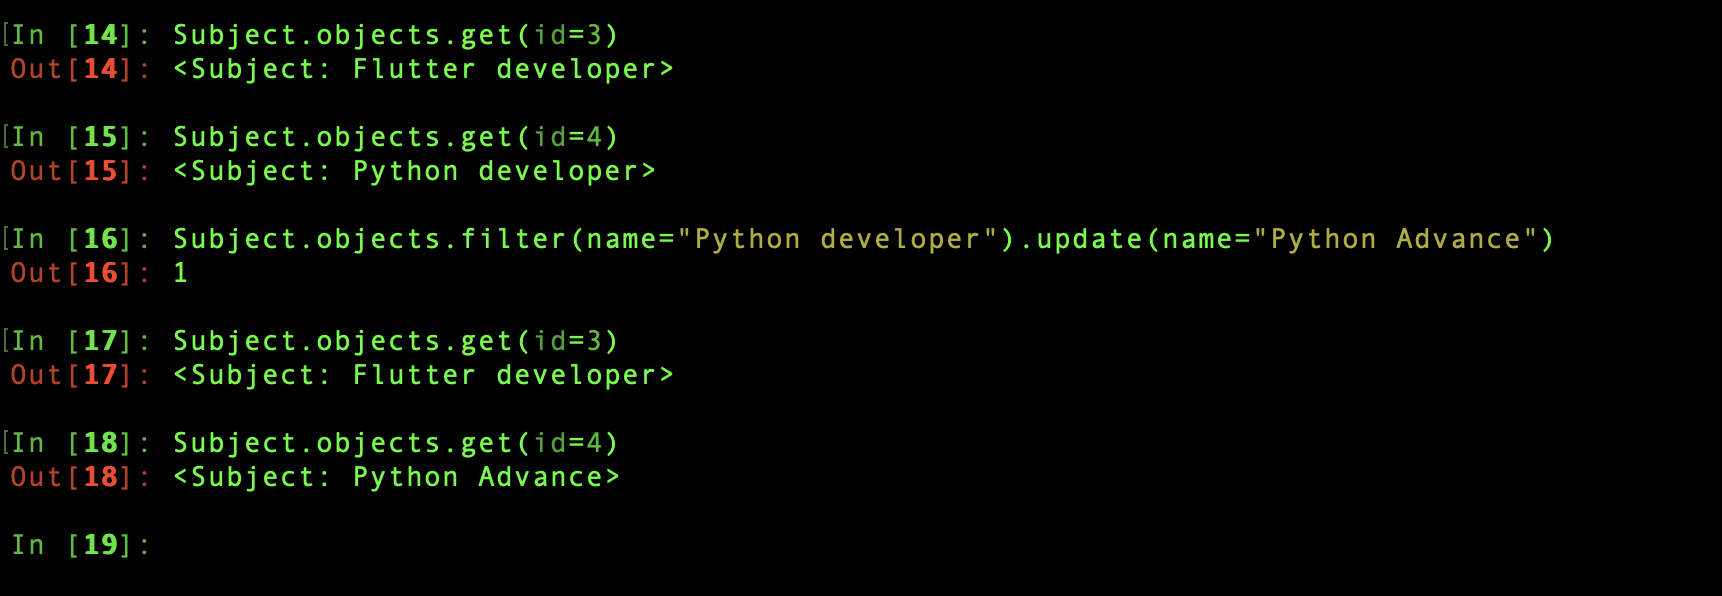 In [14]: Subject.objects.get(id=3)
Out[14]: <Subject: Flutter developer>
In [15]: Subject.objects.get(id=4)
Out[15]: <Subject: Python developer>
In [16]: Subject.objects.filter(name="Python developer").update(name="Python Advance")
Out[16]: 1
In [17]: Subject.objects.get(id=3)
Out[17]: <Subject: Flutter developer>
In [18]: Subject.objects.get(id=4)
Out[18]: <Subject: Python Advance>
In [19]: